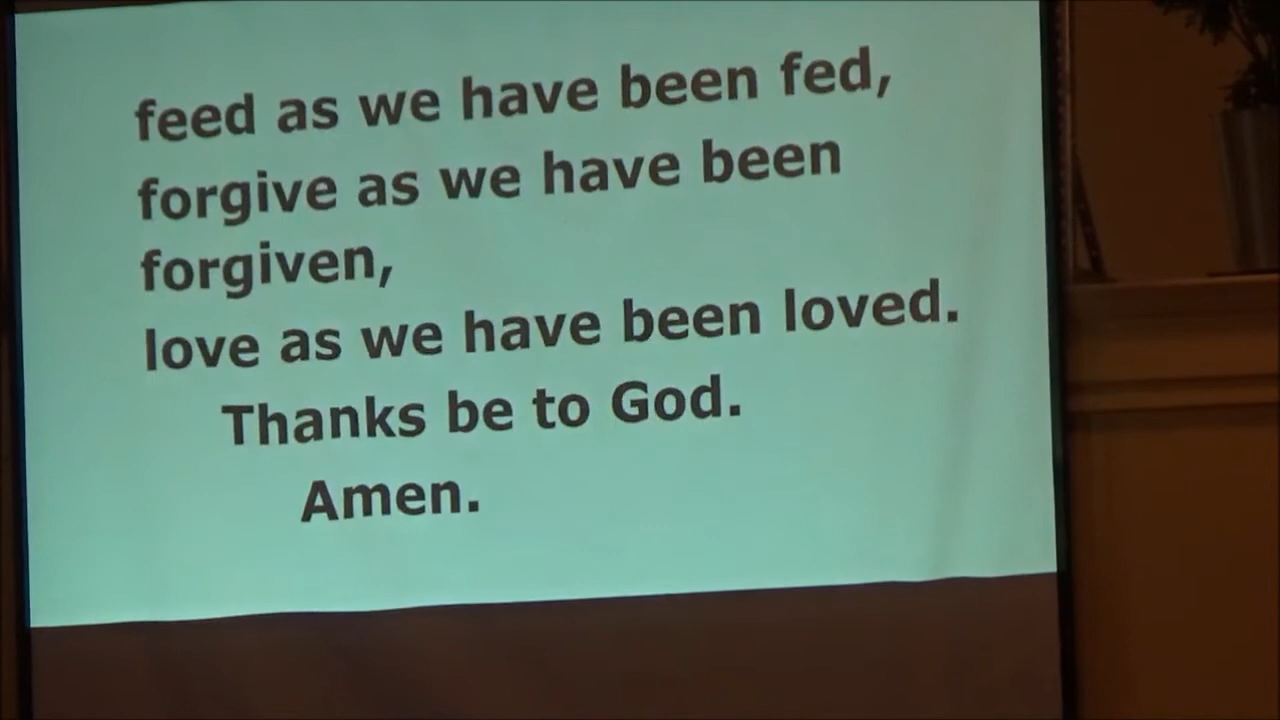 feed as we have been fed,
forgive as we have been
forgiven,
love as we have been loved.
Thanks be to God.
Amen.